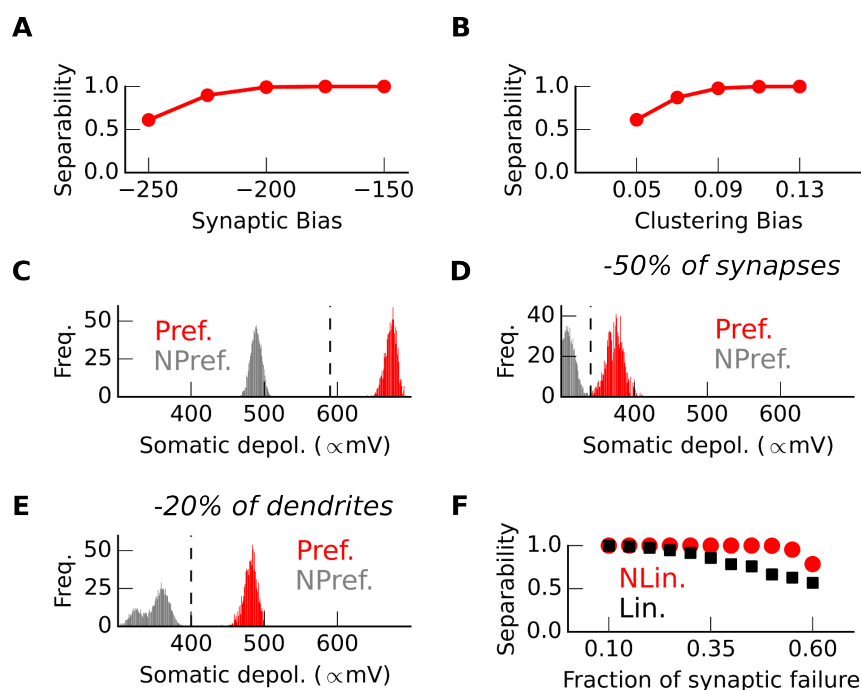 A
Separability
1.0
0.5
0.0
−250
−200
−150
Synaptic Bias
B
Separability
1.0
0.5
0.0
0.05
0.09
0.13
Clustering Bias
C
Freq.
50
25
0
Pref.
NPref.
400
500
600
Somatic depol. (∝mV)
D
-50% of synapses
Freq.
40
20
0
Pref.
NPref.
400
500
600
Somatic depol. (∝mV)
E
-20% of dendrites
Freq.
50
25
0
Pref.
NPref.
400
500
600
Somatic depol. (∝mV)
F
Separability
1.0
0.5
0.0
NLin.
Lin.
0.10
0.35
0.60
Fraction of synaptic failure